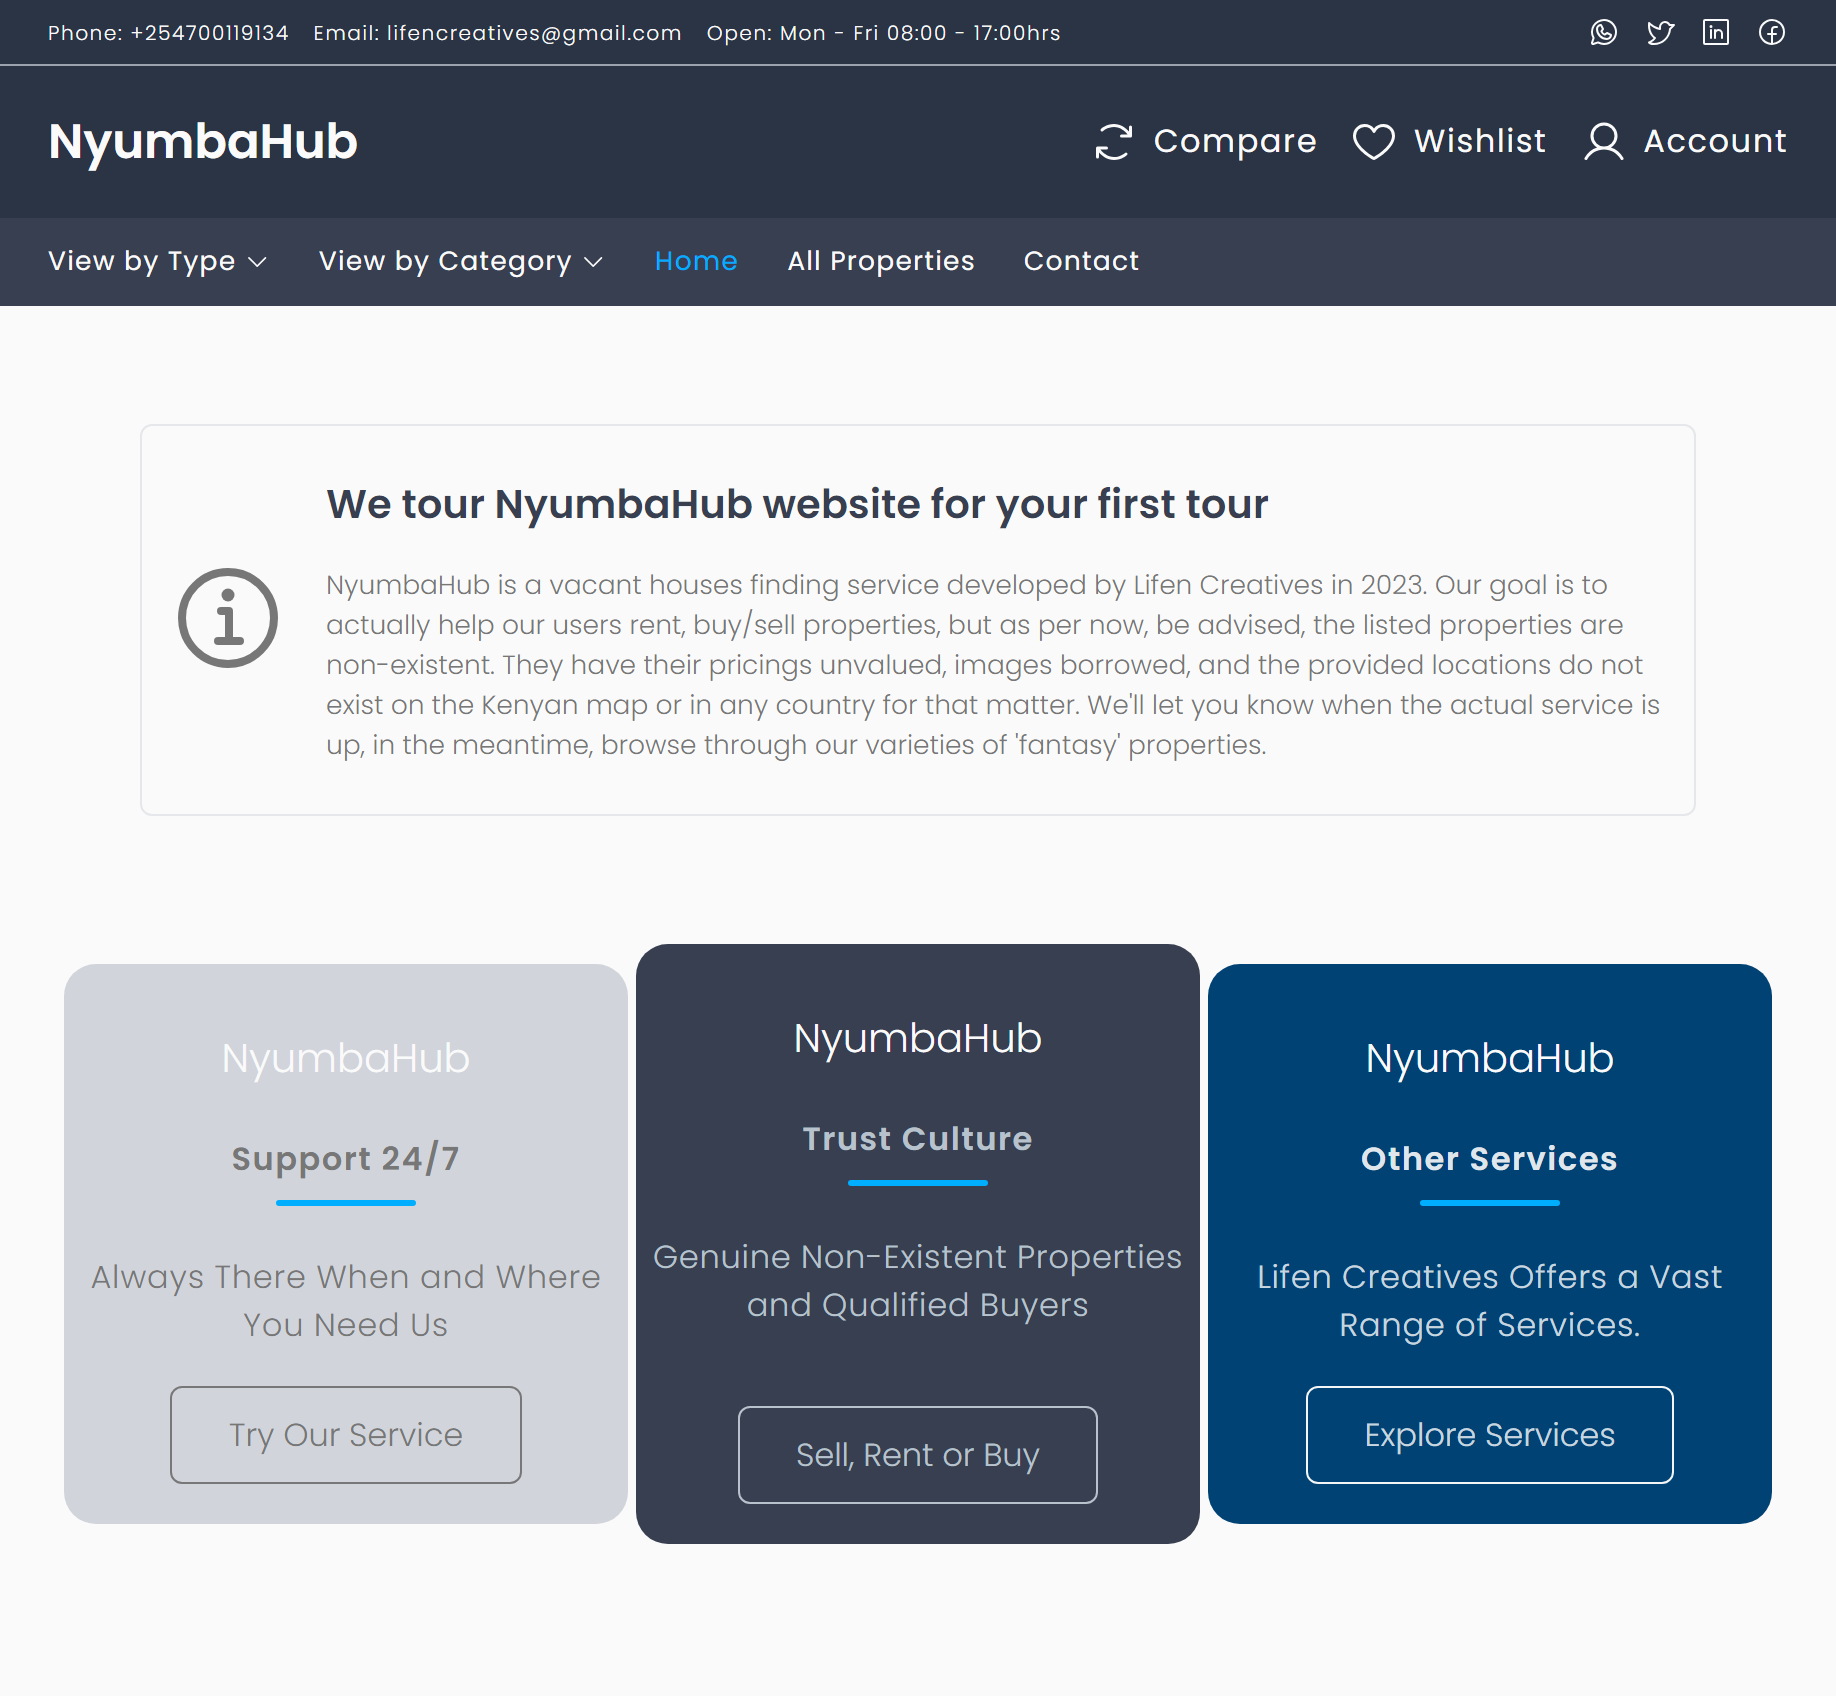 Phone: +254700119134 Email: lifencreatives@gmail.com Open: Mon - Fri 08:00 - 17:00hrs
NyumbaHub
Compare Wishlist Account
View by Type View by Category Home All Properties Contact
We tour NyumbaHub website for your first tour
NyumbaHub is a vacant houses finding service developed by Lifen Creatives in 2023. Our goal is to
actually help our users rent, buy/sell properties, but as per now, be advised, the listed properties are
non-existent. They have their pricings unvalued, images borrowed, and the provided locations do not
exist on the Kenyan map or in any country for that matter. We'll let you know when the actual service is
up, in the meantime, browse through our varieties of 'fantasy' properties.
NyumbaHub
Support 24/7
Always There When and Where
You Need Us
Try Our Service
NyumbaHub
Trust Culture
Genuine Non-Existent Properties
and Qualified Buyers
Sell, Rent or Buy
NyumbaHub
Other Services
Lifen Creatives Offers a Vast
Range of Services.
Explore Services